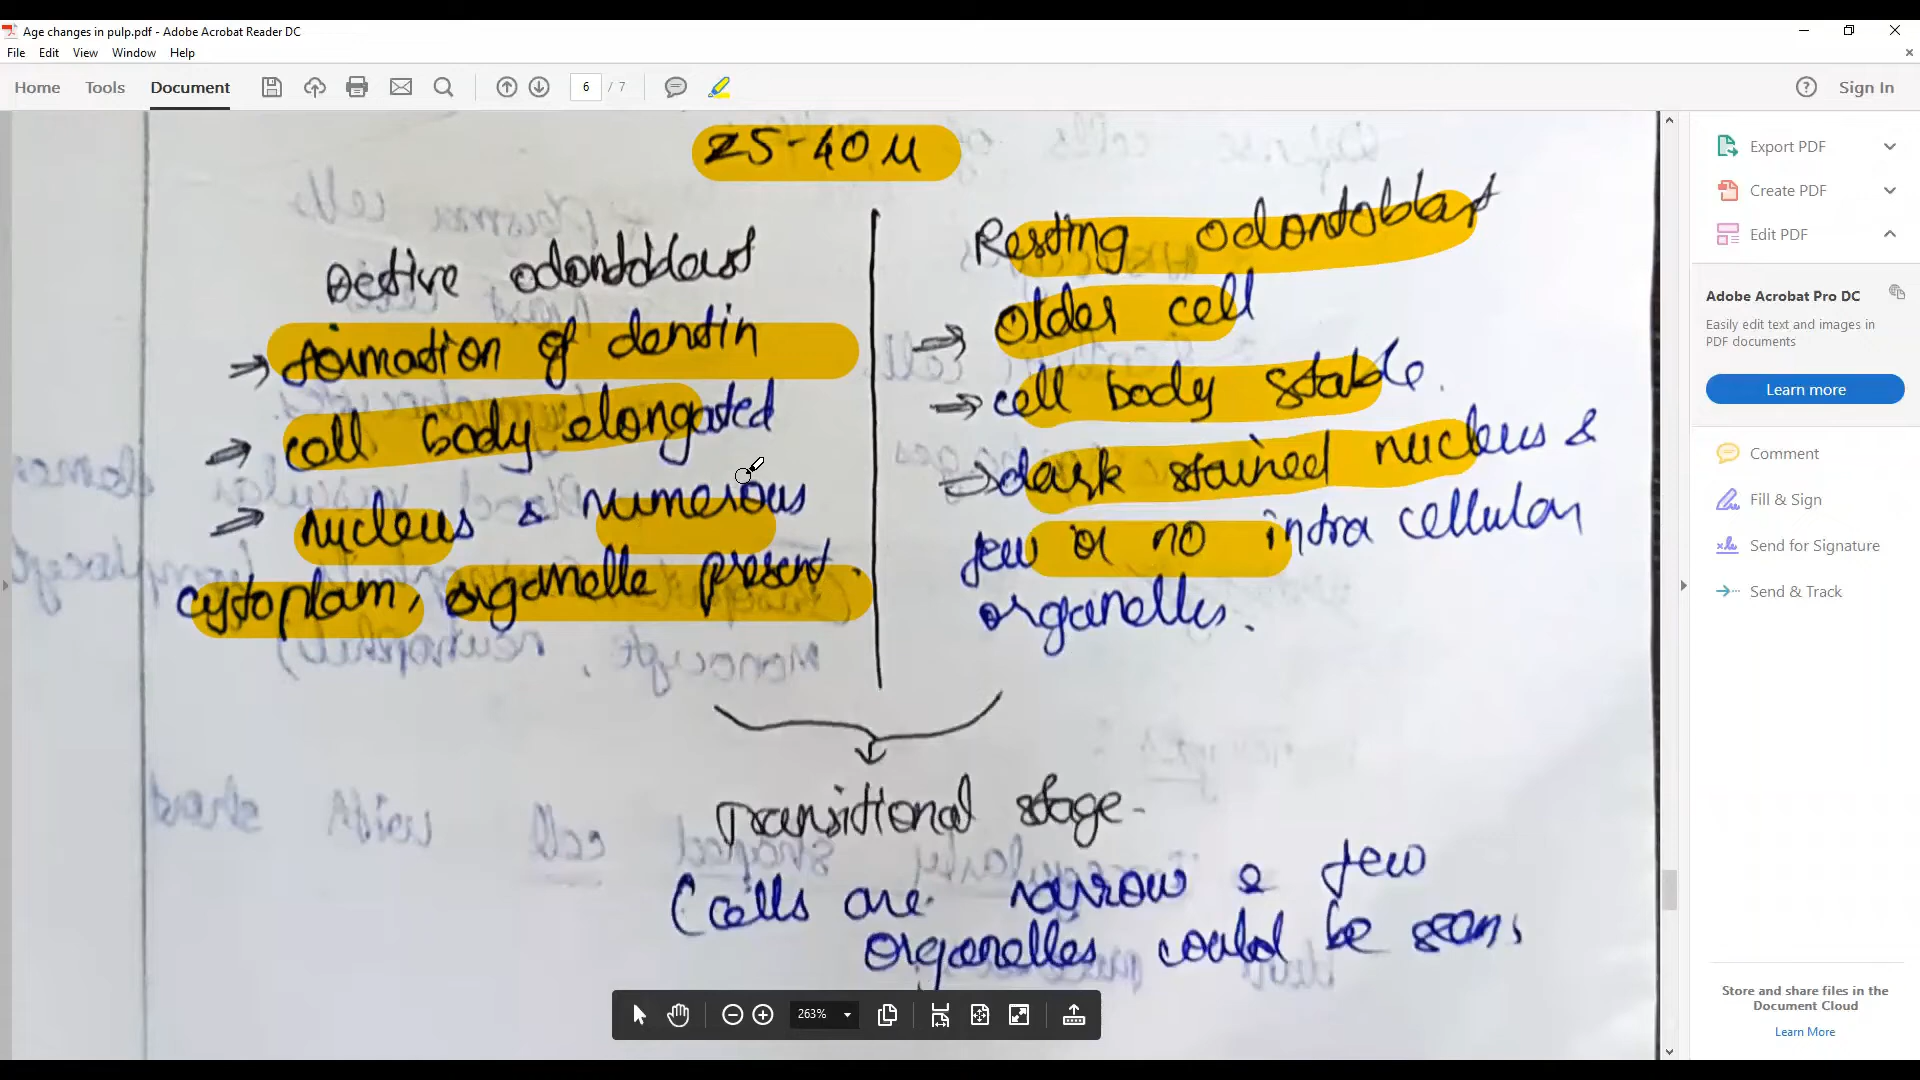 Age changes in pulp.pdf - Adobe Acrobat Reader DC
File Edit View Window Help
Home Tools Document 6 / 7 Sign In
25-40 μ
Active odontoblast
→ formation of dentin
→ cell body elongated
→ nucleus & numerous
cytoplam, organelle present.
Resting odontoblast
→ older cell
→ cell body stable.
→ dark stained nucleus &
few or no intra cellular
organelles.
Transitional stage-
(cells are narrow & few
organelles could be seen,
263%
Export PDF
Create PDF
Edit PDF
Adobe Acrobat Pro DC
Easily edit text and images in
PDF documents
Learn more
Comment
Fill & Sign
Send for Signature
Send & Track
Store and share files in the
Document Cloud
Learn More